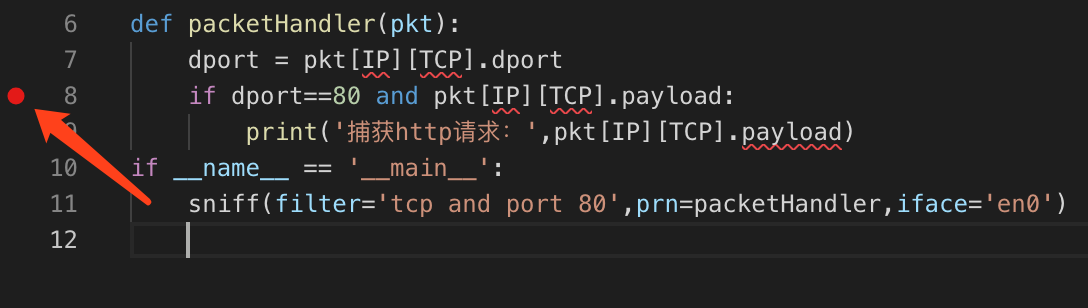 6 def packetHandler(pkt):
7 dport = pkt[IP][TCP].dport
8 if dport==80 and pkt[IP][TCP].payload:
9 print('捕获http请求：',pkt[IP][TCP].payload)
10 if __name__ == '__main__':
11 sniff(filter='tcp and port 80',prn=packetHandler,iface='en0')
12